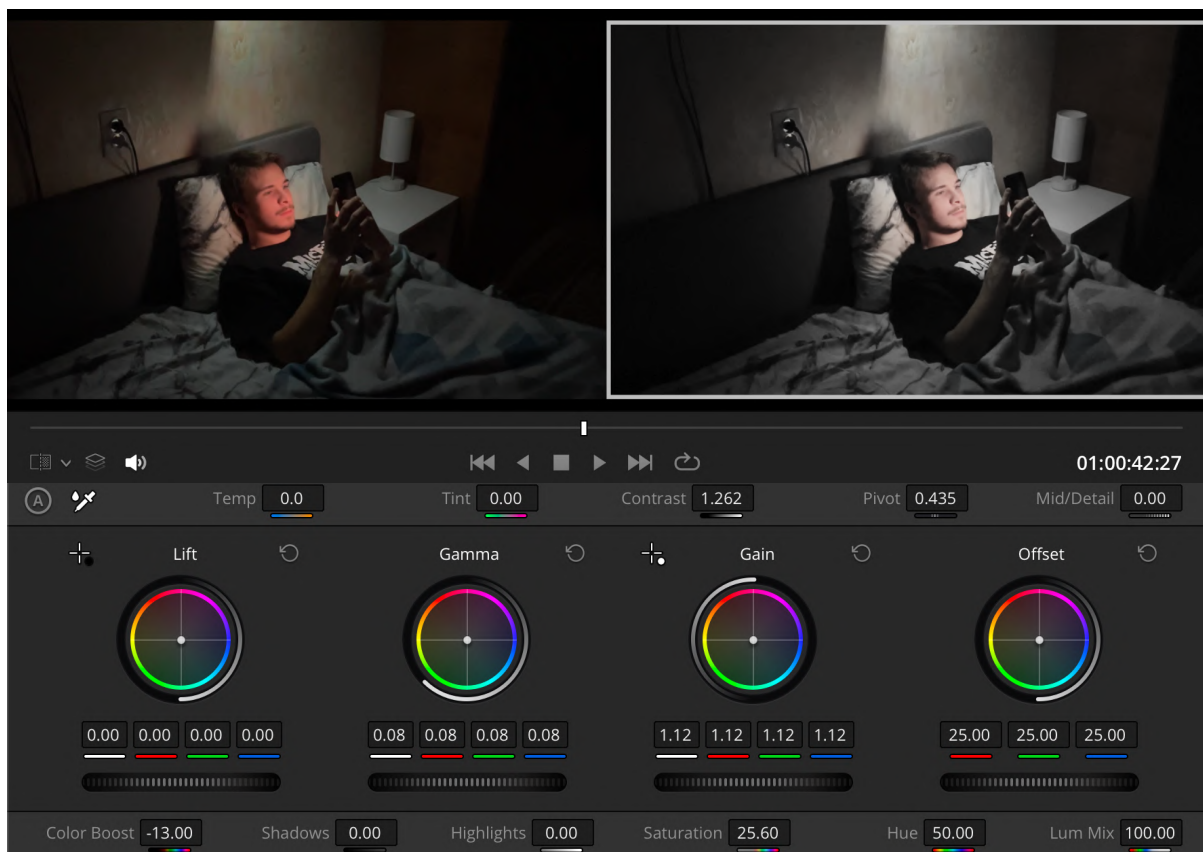 01:00:42:27
A Temp 0.0 Tint 0.00 Contrast 1.262 Pivot 0.435 Mid/Detail 0.00
Lift Gamma Gain Offset
0.00 0.00 0.00 0.00 0.08 0.08 0.08 0.08 1.12 1.12 1.12 1.12 25.00 25.00 25.00
Color Boost -13.00 Shadows 0.00 Highlights 0.00 Saturation 25.60 Hue 50.00 Lum Mix 100.00